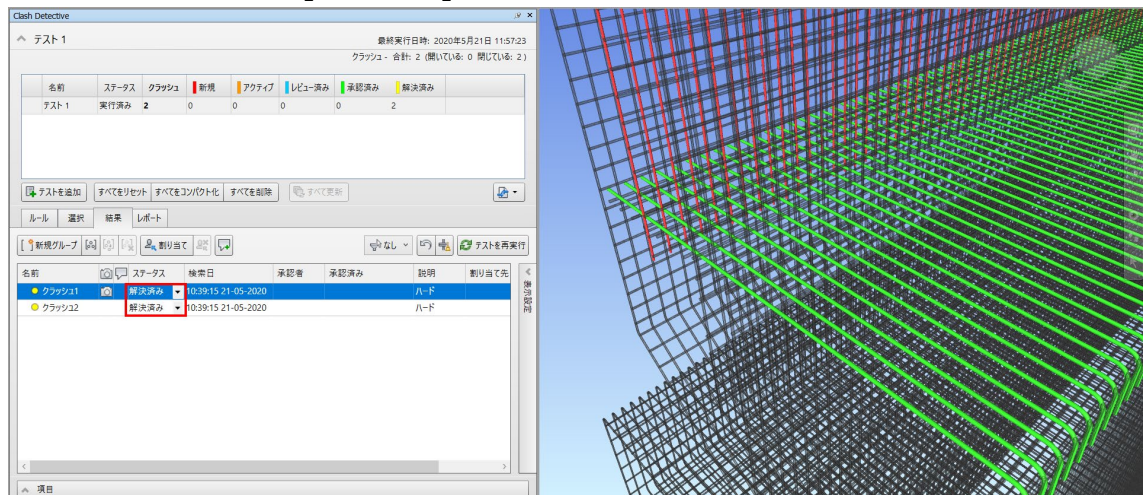 Clash Detective
テスト 1
最終実行日時: 2020年5月21日 11:57:23
クラッシュ - 合計: 2 (開いている: 0 閉じている: 2)
名前 ステータス クラッシュ 新規 アクティブ レビュー済み 承認済み 解決済み
テスト 1 実行済み 2 0 0 0 0 2
テストを追加 すべてをリセット すべてをコンパクト化 すべてを削除 すべて更新
ルール 選択 結果 レポート
新規グループ 割り当て なし テストを再実行
名前 ステータス 検索日 承認者 承認済み 説明 割り当て先
クラッシュ1 解決済み 10:39:15 21-05-2020 ハード
クラッシュ2 解決済み 10:39:15 21-05-2020 ハード
表示設定
項目